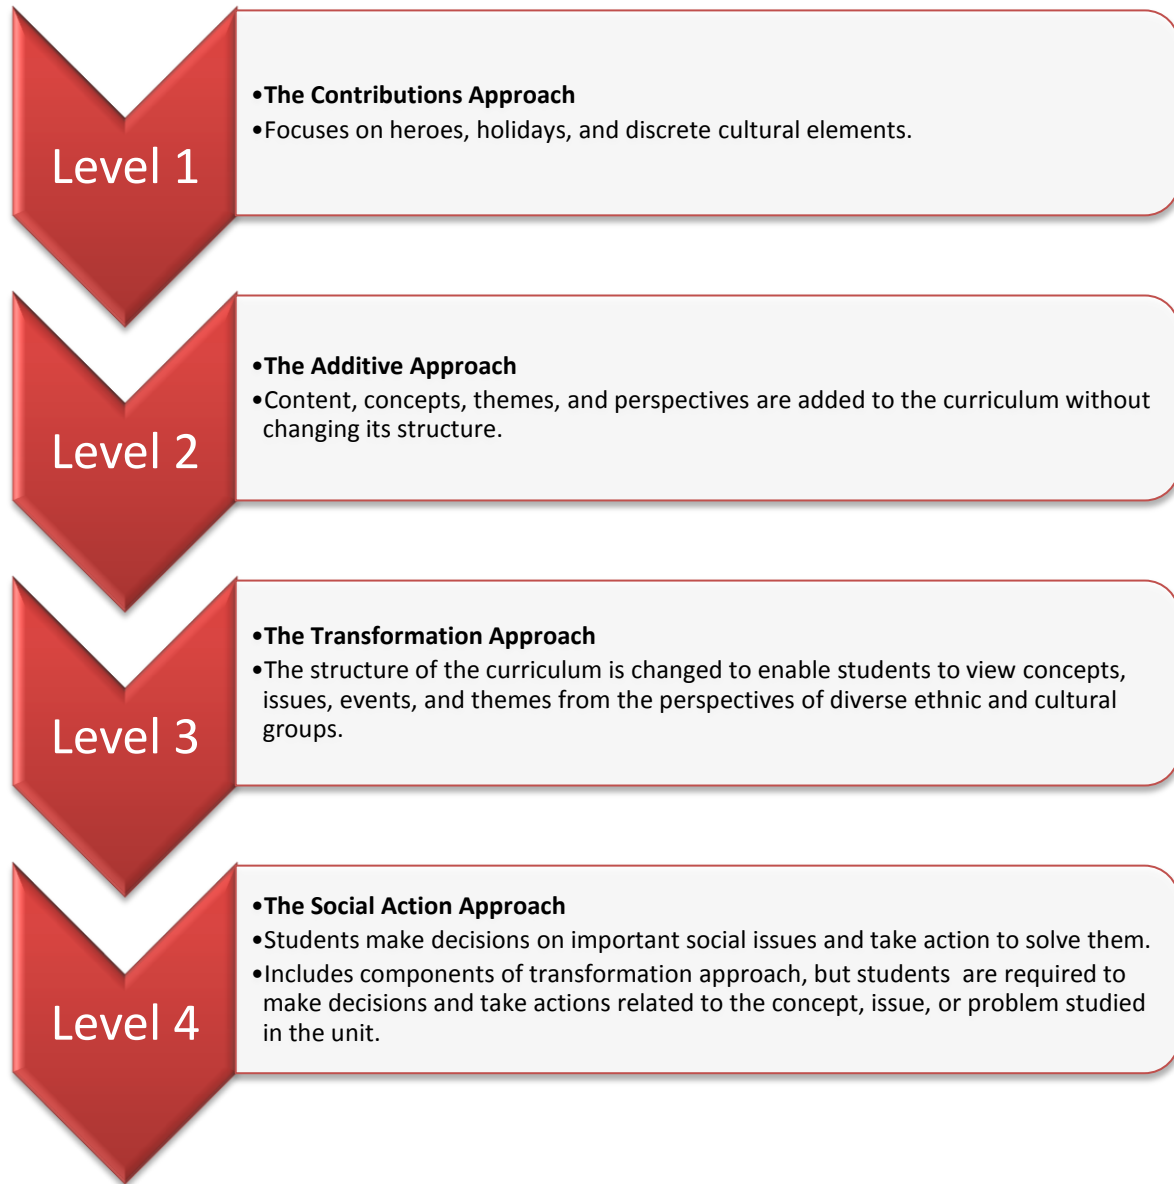 Level 1
•The Contributions Approach
•Focuses on heroes, holidays, and discrete cultural elements.
Level 2
•The Additive Approach
•Content, concepts, themes, and perspectives are added to the curriculum without
changing its structure.
Level 3
•The Transformation Approach
•The structure of the curriculum is changed to enable students to view concepts,
issues, events, and themes from the perspectives of diverse ethnic and cultural
groups.
Level 4
•The Social Action Approach
•Students make decisions on important social issues and take action to solve them.
•Includes components of transformation approach, but students are required to
make decisions and take actions related to the concept, issue, or problem studied
in the unit.